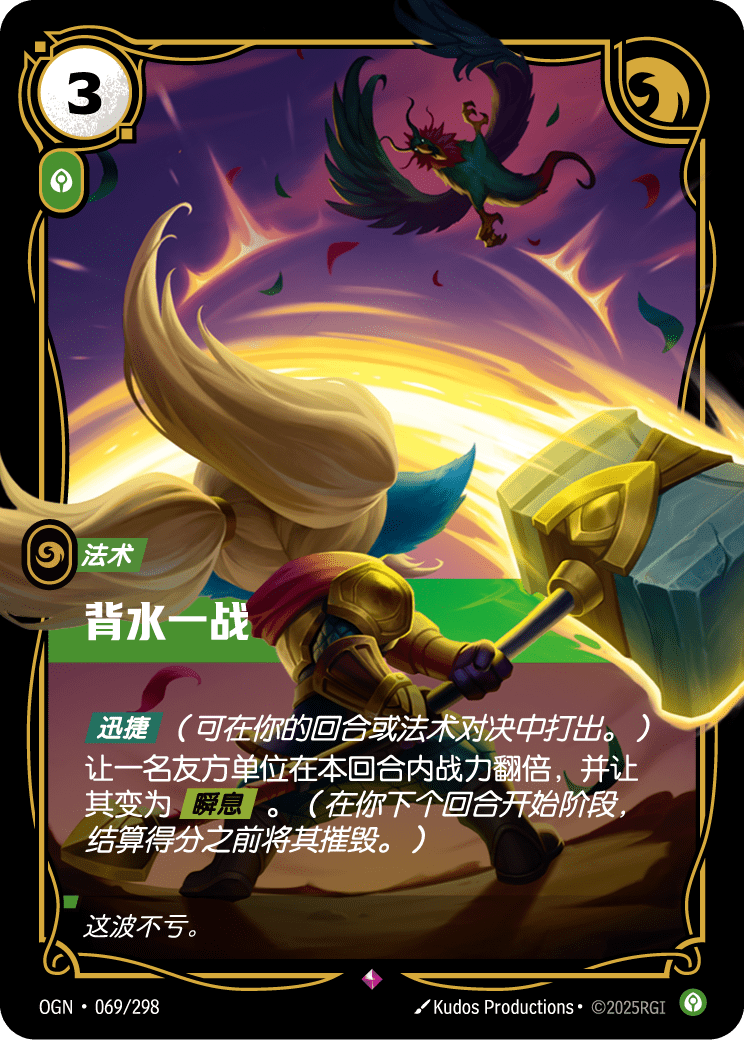 3
法术
背水一战
迅捷（可在你的回合或法术对决中打出。）
让一名友方单位在本回合内战力翻倍，并让
其变为 瞬息 。（在你下个回合开始阶段，
结算得分之前将其摧毁。）
这波不亏。
OGN • 069/298
Kudos Productions • ©2025RGI